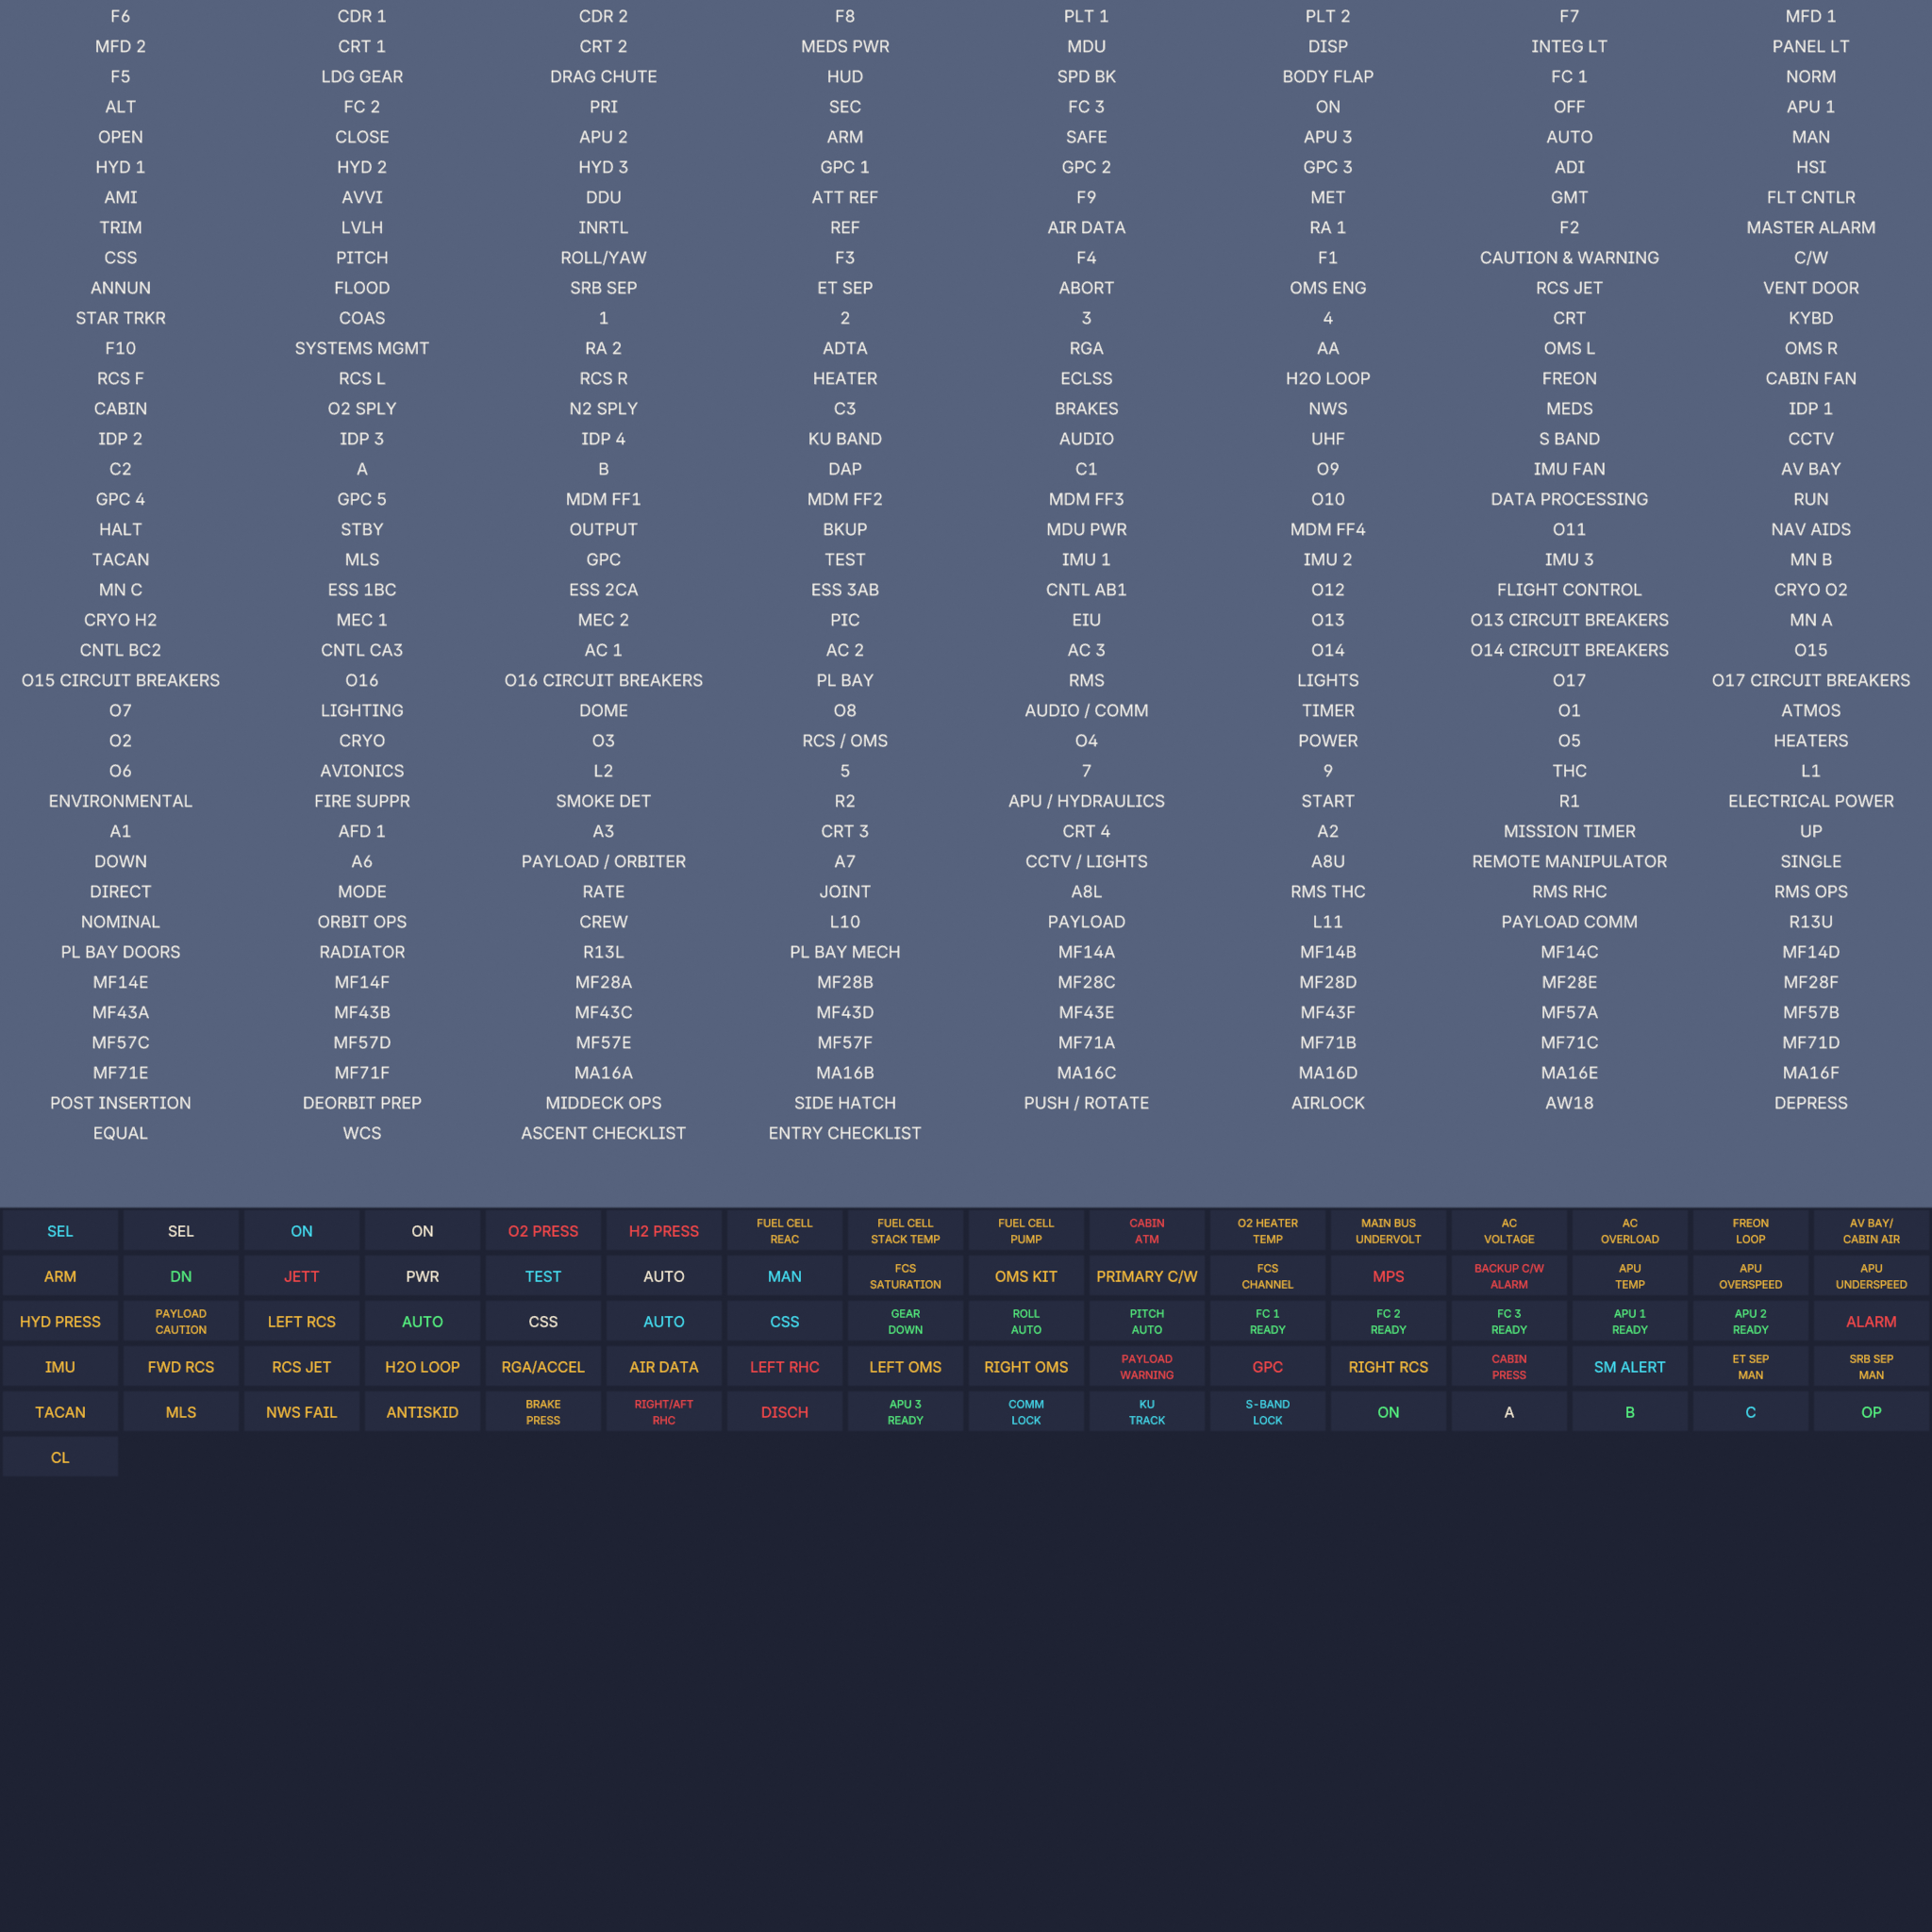 F6 CDR 1 CDR 2 F8 PLT 1 PLT 2 F7 MFD 1
MFD 2 CRT 1 CRT 2 MEDS PWR MDU DISP INTEG LT PANEL LT
F5 LDG GEAR DRAG CHUTE HUD SPD BK BODY FLAP FC 1 NORM
ALT FC 2 PRI SEC FC 3 ON OFF APU 1
OPEN CLOSE APU 2 ARM SAFE APU 3 AUTO MAN
HYD 1 HYD 2 HYD 3 GPC 1 GPC 2 GPC 3 ADI HSI
AMI AVVI DDU ATT REF F9 MET GMT FLT CNTLR
TRIM LVLH INRTL REF AIR DATA RA 1 F2 MASTER ALARM
CSS PITCH ROLL/YAW F3 F4 F1 CAUTION & WARNING C/W
ANNUN FLOOD SRB SEP ET SEP ABORT OMS ENG RCS JET VENT DOOR
STAR TRKR COAS 1 2 3 4 CRT KYBD
F10 SYSTEMS MGMT RA 2 ADTA RGA AA OMS L OMS R
RCS F RCS L RCS R HEATER ECLSS H2O LOOP FREON CABIN FAN
CABIN O2 SPLY N2 SPLY C3 BRAKES NWS MEDS IDP 1
IDP 2 IDP 3 IDP 4 KU BAND AUDIO UHF S BAND CCTV
C2 A B DAP C1 O9 IMU FAN AV BAY
GPC 4 GPC 5 MDM FF1 MDM FF2 MDM FF3 O10 DATA PROCESSING RUN
HALT STBY OUTPUT BKUP MDU PWR MDM FF4 O11 NAV AIDS
TACAN MLS GPC TEST IMU 1 IMU 2 IMU 3 MN B
MN C ESS 1BC ESS 2CA ESS 3AB CNTL AB1 O12 FLIGHT CONTROL CRYO O2
CRYO H2 MEC 1 MEC 2 PIC EIU O13 O13 CIRCUIT BREAKERS MN A
CNTL BC2 CNTL CA3 AC 1 AC 2 AC 3 O14 O14 CIRCUIT BREAKERS O15
O15 CIRCUIT BREAKERS O16 O16 CIRCUIT BREAKERS PL BAY RMS LIGHTS O17 O17 CIRCUIT BREAKERS
O7 LIGHTING DOME O8 AUDIO / COMM TIMER O1 ATMOS
O2 CRYO O3 RCS / OMS O4 POWER O5 HEATERS
O6 AVIONICS L2 5 7 9 THC L1
ENVIRONMENTAL FIRE SUPPR SMOKE DET R2 APU / HYDRAULICS START R1 ELECTRICAL POWER
A1 AFD 1 A3 CRT 3 CRT 4 A2 MISSION TIMER UP
DOWN A6 PAYLOAD / ORBITER A7 CCTV / LIGHTS A8U REMOTE MANIPULATOR SINGLE
DIRECT MODE RATE JOINT A8L RMS THC RMS RHC RMS OPS
NOMINAL ORBIT OPS CREW L10 PAYLOAD L11 PAYLOAD COMM R13U
PL BAY DOORS RADIATOR R13L PL BAY MECH MF14A MF14B MF14C MF14D
MF14E MF14F MF28A MF28B MF28C MF28D MF28E MF28F
MF43A MF43B MF43C MF43D MF43E MF43F MF57A MF57B
MF57C MF57D MF57E MF57F MF71A MF71B MF71C MF71D
MF71E MF71F MA16A MA16B MA16C MA16D MA16E MA16F
POST INSERTION DEORBIT PREP MIDDECK OPS SIDE HATCH PUSH / ROTATE AIRLOCK AW18 DEPRESS
EQUAL WCS ASCENT CHECKLIST ENTRY CHECKLIST
SEL SEL ON ON O2 PRESS H2 PRESS FUEL CELL REAC FUEL CELL STACK TEMP FUEL CELL PUMP CABIN ATM O2 HEATER TEMP MAIN BUS UNDERVOLT AC VOLTAGE AC OVERLOAD FREON LOOP AV BAY/ CABIN AIR
ARM DN JETT PWR TEST AUTO MAN FCS SATURATION OMS KIT PRIMARY C/W FCS CHANNEL MPS BACKUP C/W ALARM APU TEMP APU OVERSPEED APU UNDERSPEED
HYD PRESS PAYLOAD CAUTION LEFT RCS AUTO CSS AUTO CSS GEAR DOWN ROLL AUTO PITCH AUTO FC 1 READY FC 2 READY FC 3 READY APU 1 READY APU 2 READY ALARM
IMU FWD RCS RCS JET H2O LOOP RGA/ACCEL AIR DATA LEFT RHC LEFT OMS RIGHT OMS PAYLOAD WARNING GPC RIGHT RCS CABIN PRESS SM ALERT ET SEP MAN SRB SEP MAN
TACAN MLS NWS FAIL ANTISKID BRAKE PRESS RIGHT/AFT RHC DISCH APU 3 READY COMM LOCK KU TRACK S-BAND LOCK ON A B C OP
CL